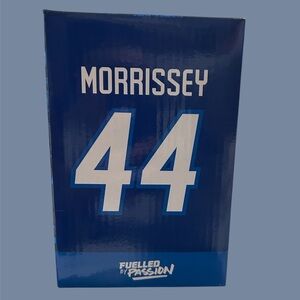 MORRISSEY
44
FUELLED
BY PASSION